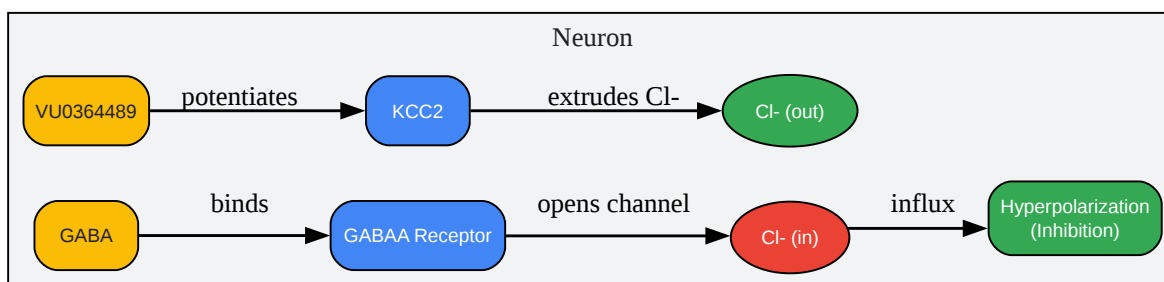 Neuron
VU0364489
potentiates
KCC2
extrudes Cl-
Cl- (out)
GABA
binds
GABAA Receptor
opens channel
Cl- (in)
influx
Hyperpolarization
(Inhibition)